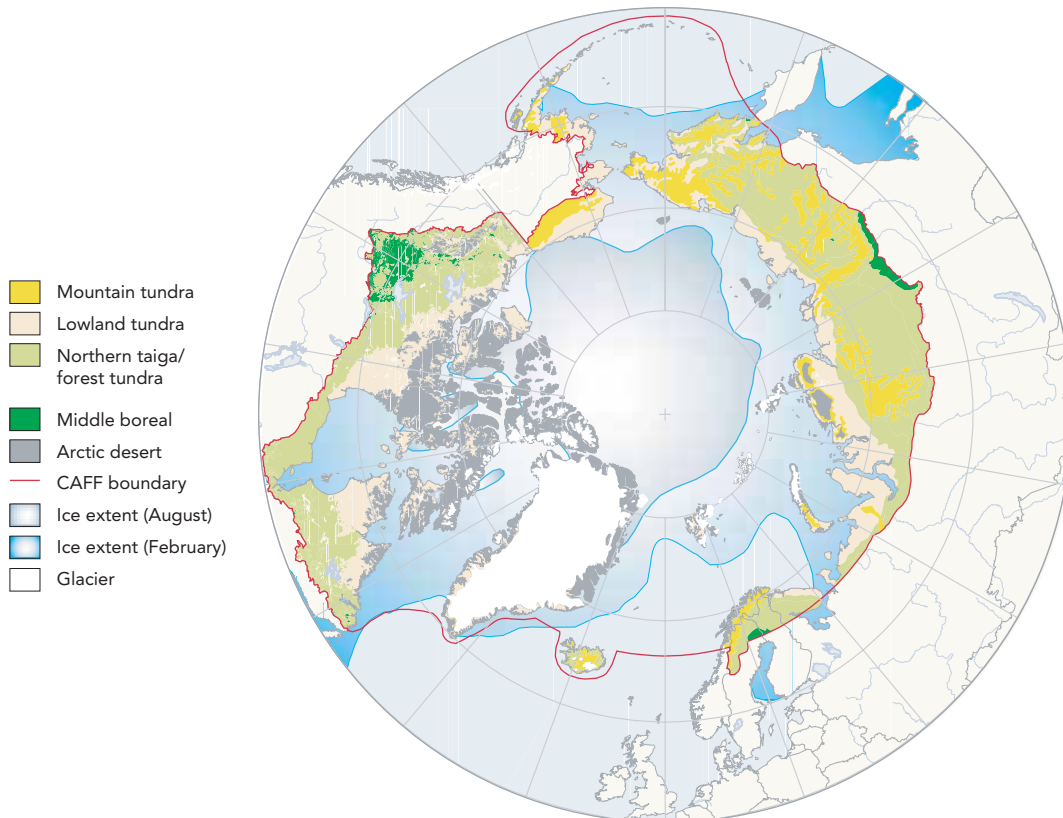 Mountain tundra
Lowland tundra
Northern taiga/
forest tundra
Middle boreal
Arctic desert
CAFF boundary
Ice extent (August)
Ice extent (February)
Glacier